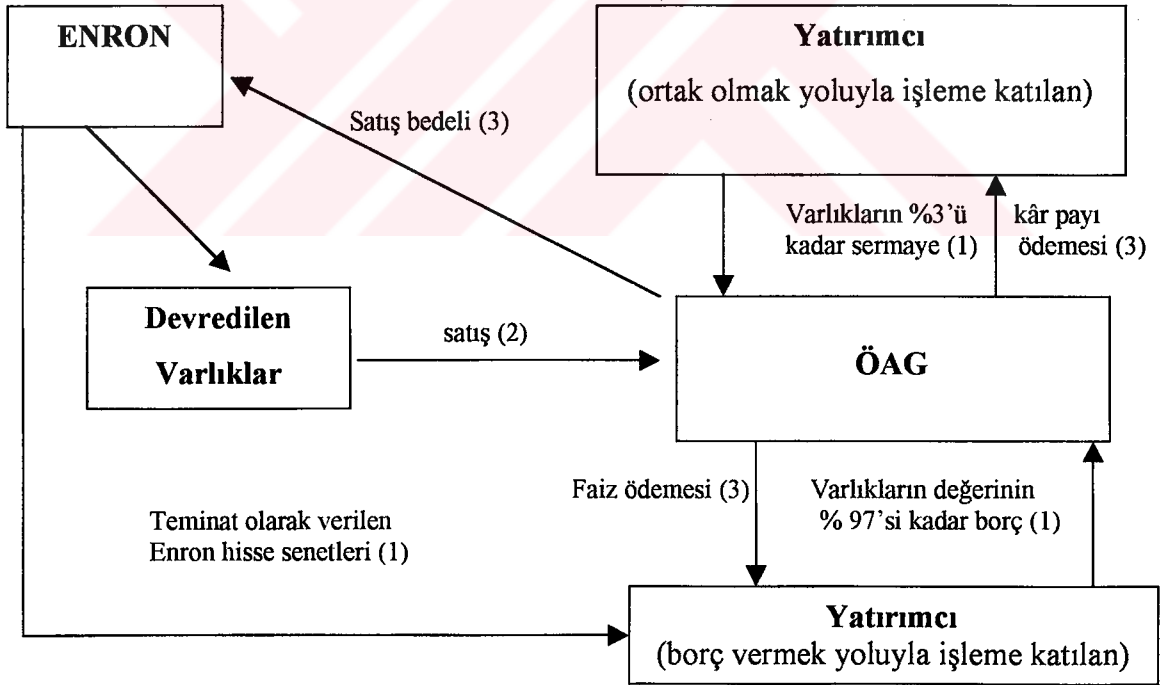 ENRON
Yatırımcı
(ortak olmak yoluyla işleme katılan)
Satış bedeli (3)
Varlıkların %3'ü
kadar sermaye (1)
kâr payı
ödemesi (3)
Devredilen
Varlıklar
satış (2)
ÖAG
Faiz ödemesi (3)
Varlıkların değerinin
% 97'si kadar borç (1)
Teminat olarak verilen
Enron hisse senetleri (1)
Yatırımcı
(borç vermek yoluyla işleme katılan)